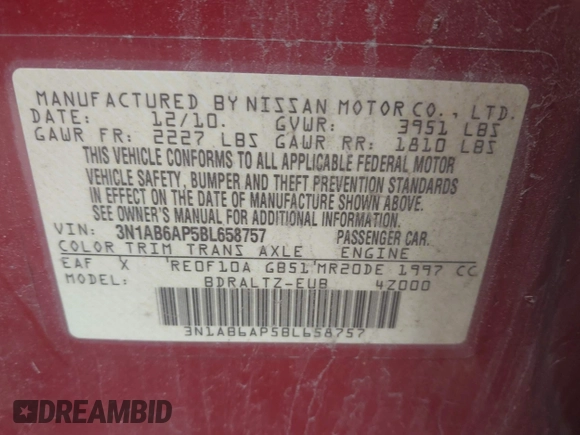 MANUFACTURED BY NISSAN MOTOR CO., LTD.
DATE: 12/10. GVWR: 3951 LBS
GAWR FR: 2227 LBS GAWR RR: 1810 LBS
THIS VEHICLE CONFORMS TO ALL APPLICABLE FEDERAL MOTOR
VEHICLE SAFETY, BUMPER AND THEFT PREVENTION STANDARDS
IN EFFECT ON THE DATE OF MANUFACTURE SHOWN ABOVE.
SEE OWNER'S MANUAL FOR ADDITIONAL INFORMATION.
VIN: 3N1AB6AP5BL658757 PASSENGER CAR.
COLOR TRIM TRANS AXLE ENGINE
EAF X 'RE0F10A GB51'MR20DE 1997 CC
MODEL: BDRALTZ-EUB 4Z000
3N1AB6AP5BL658757
DREAMBID